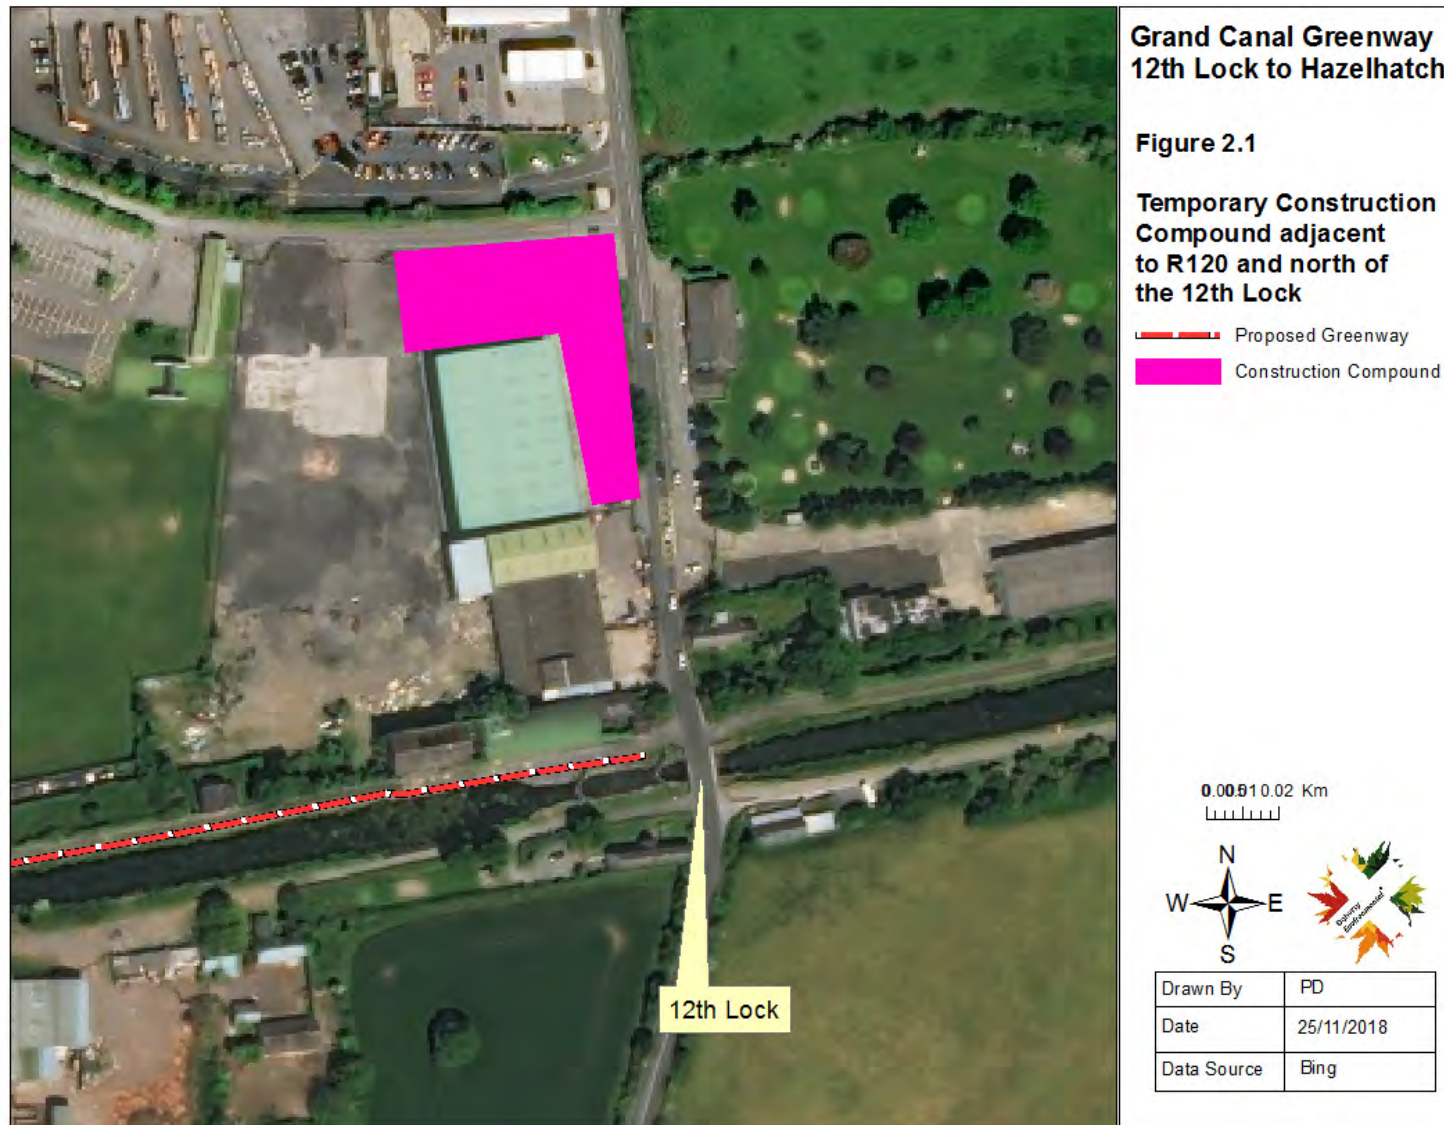 Grand Canal Greenway
12th Lock to Hazelhatch
Figure 2.1
Temporary Construction
Compound adjacent
to R120 and north of
the 12th Lock
Proposed Greenway
Construction Compound
0.02 Km
N
W E
S
Doherty
Environmental
Drawn By PD
Date 25/11/2018
Data Source Bing
12th Lock